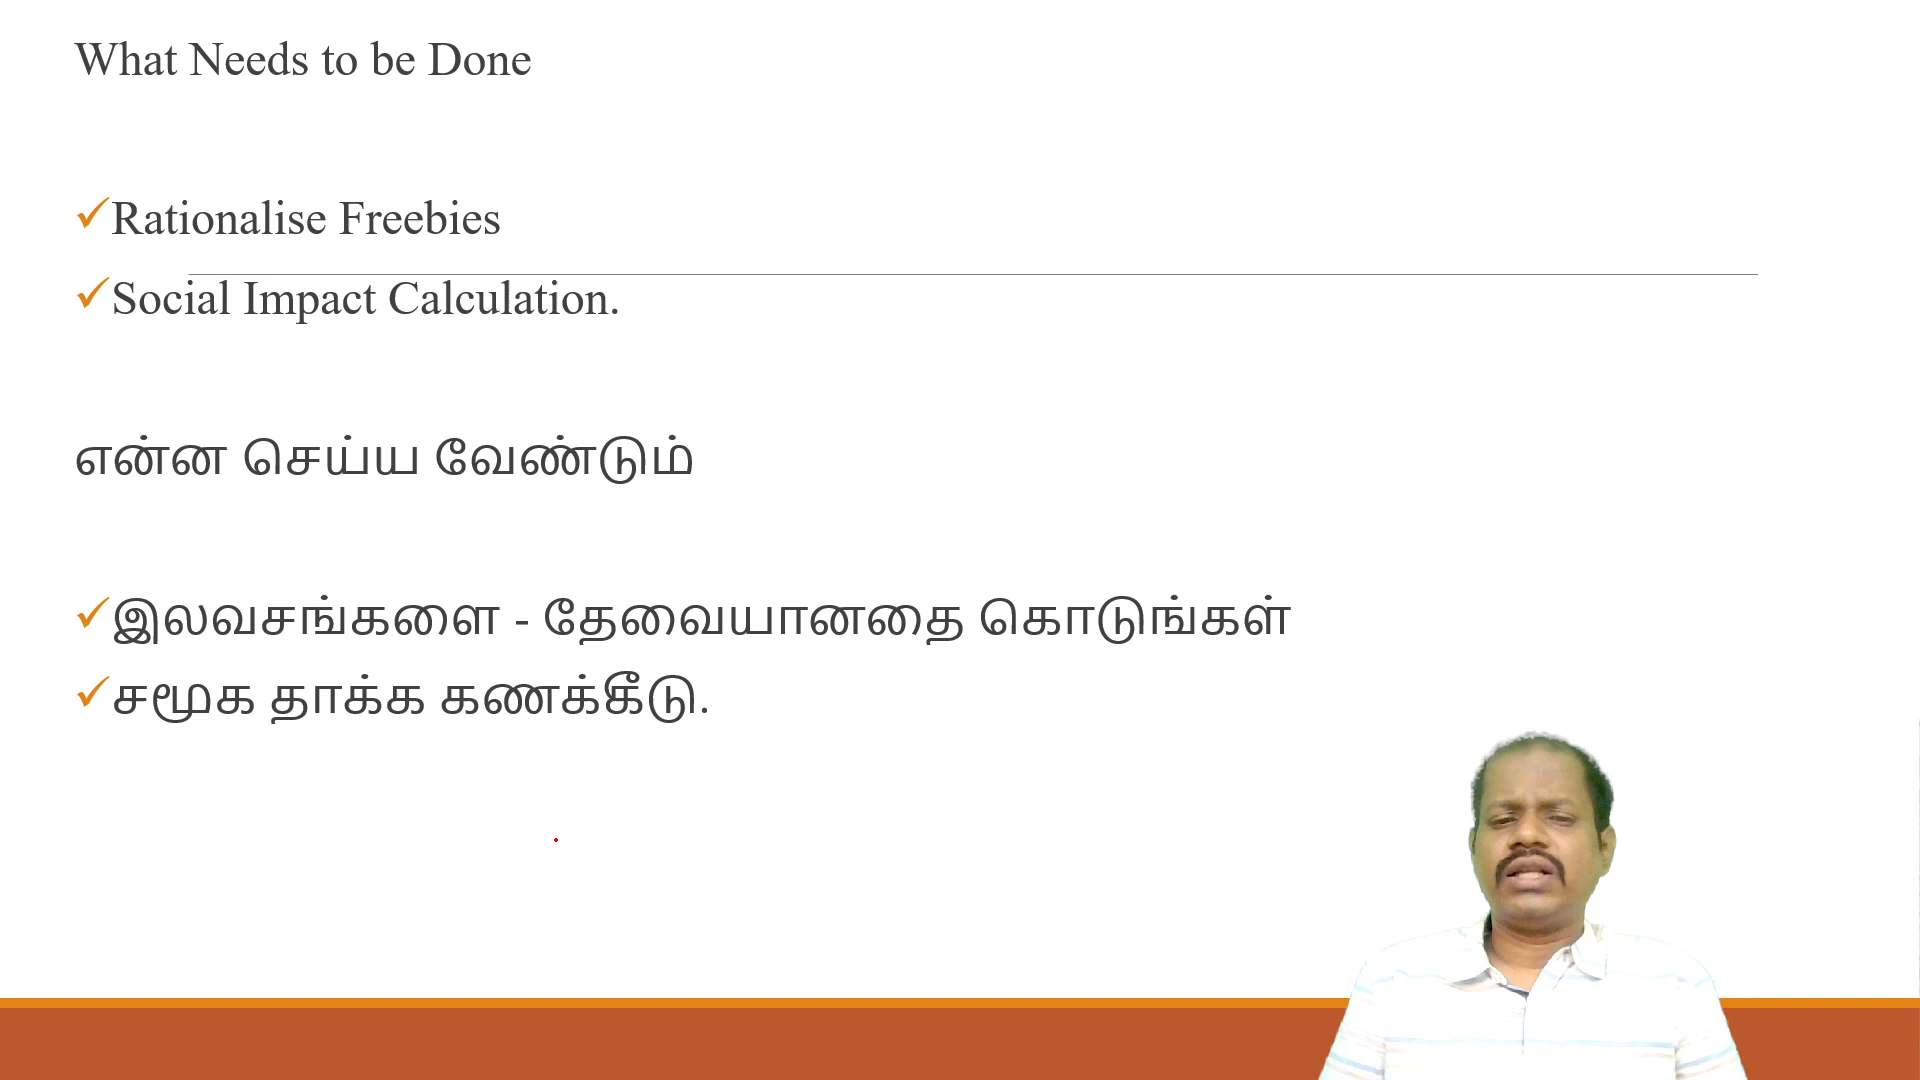 What Needs to be Done
✓Rationalise Freebies
✓Social Impact Calculation.
என்ன செய்ய வேண்டும்
✓இலவசங்களை - தேவையானதை கொடுங்கள்
✓சமூக தாக்க கணக்கீடு.